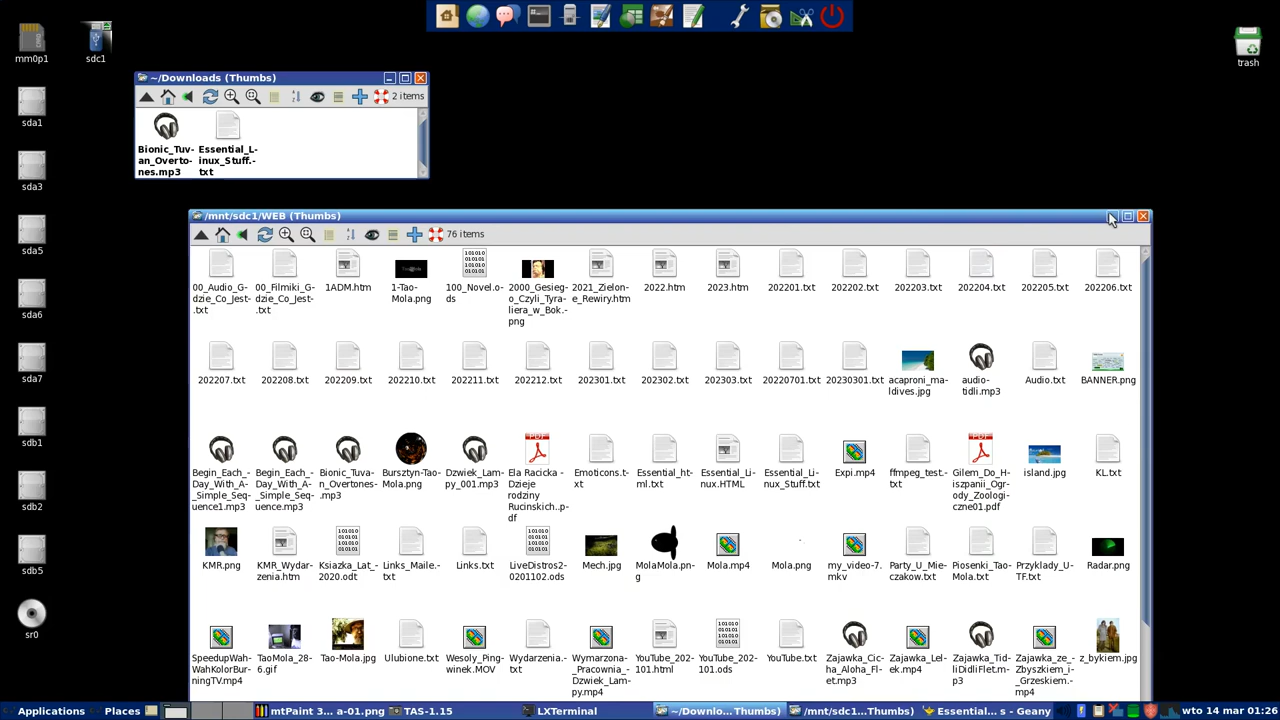 mm0p1
sdc1
trash
sda1
sda3
sda5
sda6
sda7
sdb1
sdb2
sdb5
sr0
~/Downloads (Thumbs)
2 items
Bionic_Tuv-
an_Overto-
nes.mp3
Essential_L-
inux_Stuff.-
txt
/mnt/sdc1/WEB (Thumbs)
76 items
00_Audio_G-
dzie_Co_Jest-
.txt
00_Filmiki_G-
dzie_Co_Jest-
.txt
1ADM.htm
1-Tao-
Mola.png
100_Novel.o-
ds
2000_Gesieg-
o_Czyli_Tyra-
liera_w_Bok.-
png
2021_Zielon-
e_Rewiry.htm
2022.htm
2023.htm
202201.txt
202202.txt
202203.txt
202204.txt
202205.txt
202206.txt
202207.txt
202208.txt
202209.txt
202210.txt
202211.txt
202212.txt
202301.txt
202302.txt
202303.txt
20220701.txt
20230301.txt
acaproni_ma-
ldives.jpg
audio-
tidli.mp3
Audio.txt
BANNER.png
Begin_Each_-
Day_With_A-
_Simple_Seq-
uence1.mp3
Begin_Each_-
Day_With_A-
_Simple_Seq-
uence.mp3
Bionic_Tuva-
n_Overtones-
.mp3
Bursztyn-Tao-
Mola.png
Dzwiek_Lam-
py_001.mp3
PDF
Ela Racicka -
Dzieje
rodziny
Rucinskich..p-
df
Emoticons.t-
xt
Essential_ht-
ml.txt
Essential_Li-
nux.HTML
Essential_Li-
nux_Stuff.txt
Expi.mp4
ffmpeg_test.-
txt
PDF
Gilem_Do_H-
iszpanii_Ogr-
ody_Zoologi-
czne01.pdf
island.jpg
KL.txt
KMR.png
KMR_Wydar-
zenia.htm
Ksiazka_Lat_-
2020.odt
Links_Maile.-
txt
Links.txt
LiveDistros2-
0201102.ods
Mech.jpg
MolaMola.pn-
g
Mola.mp4
Mola.png
my_video-7.
mkv
Party_U_Mie-
czakow.txt
Piosenki_Tao-
Mola.txt
Przyklady_U-
TF.txt
Radar.png
SpeedupWah-
WahKolorBur-
ningTV.mp4
TaoMola_28-
6.gif
Tao-Mola.jpg
Ulubione.txt
Wesoly_Ping-
winek.MOV
Wydarzenia.-
txt
Wymarzona_-
Pracownia_-
Dzwiek_Lam-
py.mp4
YouTube_202-
101.html
YouTube_202-
101.ods
YouTube.txt
Zajawka_Cic-
ha_Aloha_Fl-
et.mp3
Zajawka_Lel-
ek.mp4
Zajawka_Tid-
liDidliFlet.m-
p3
Zajawka_ze_-
Zbyszkiem_i-
_Grzeskiem.-
mp4
z_bykiem.jpg
Applications
Places
mtPaint 3... a-01.png
TAS-1.15
LXTerminal
~/Downlo...Thumbs)
/mnt/sdc1...Thumbs)
Essential... s - Geany
wto 14 mar 01:26